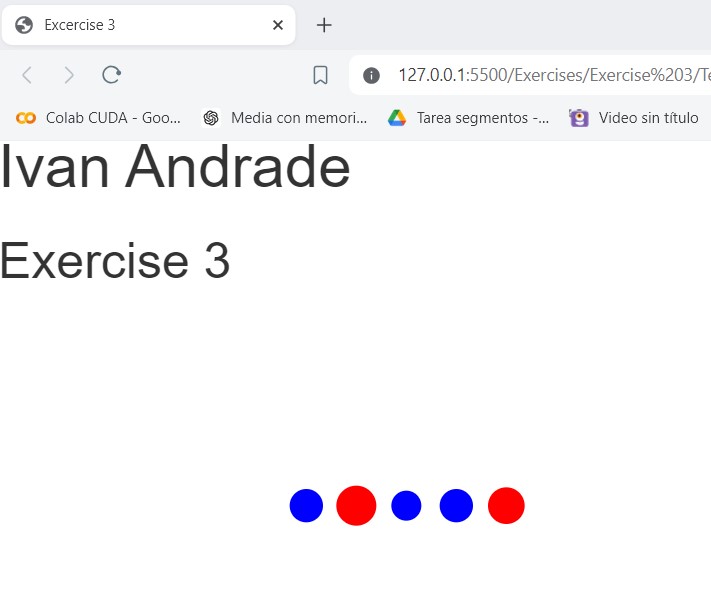 Excercise 3
127.0.0.1:5500/Exercises/Exercise%203/Te
Colab CUDA - Goo... Media con memori... Tarea segmentos -... Video sin título
Ivan Andrade
Exercise 3